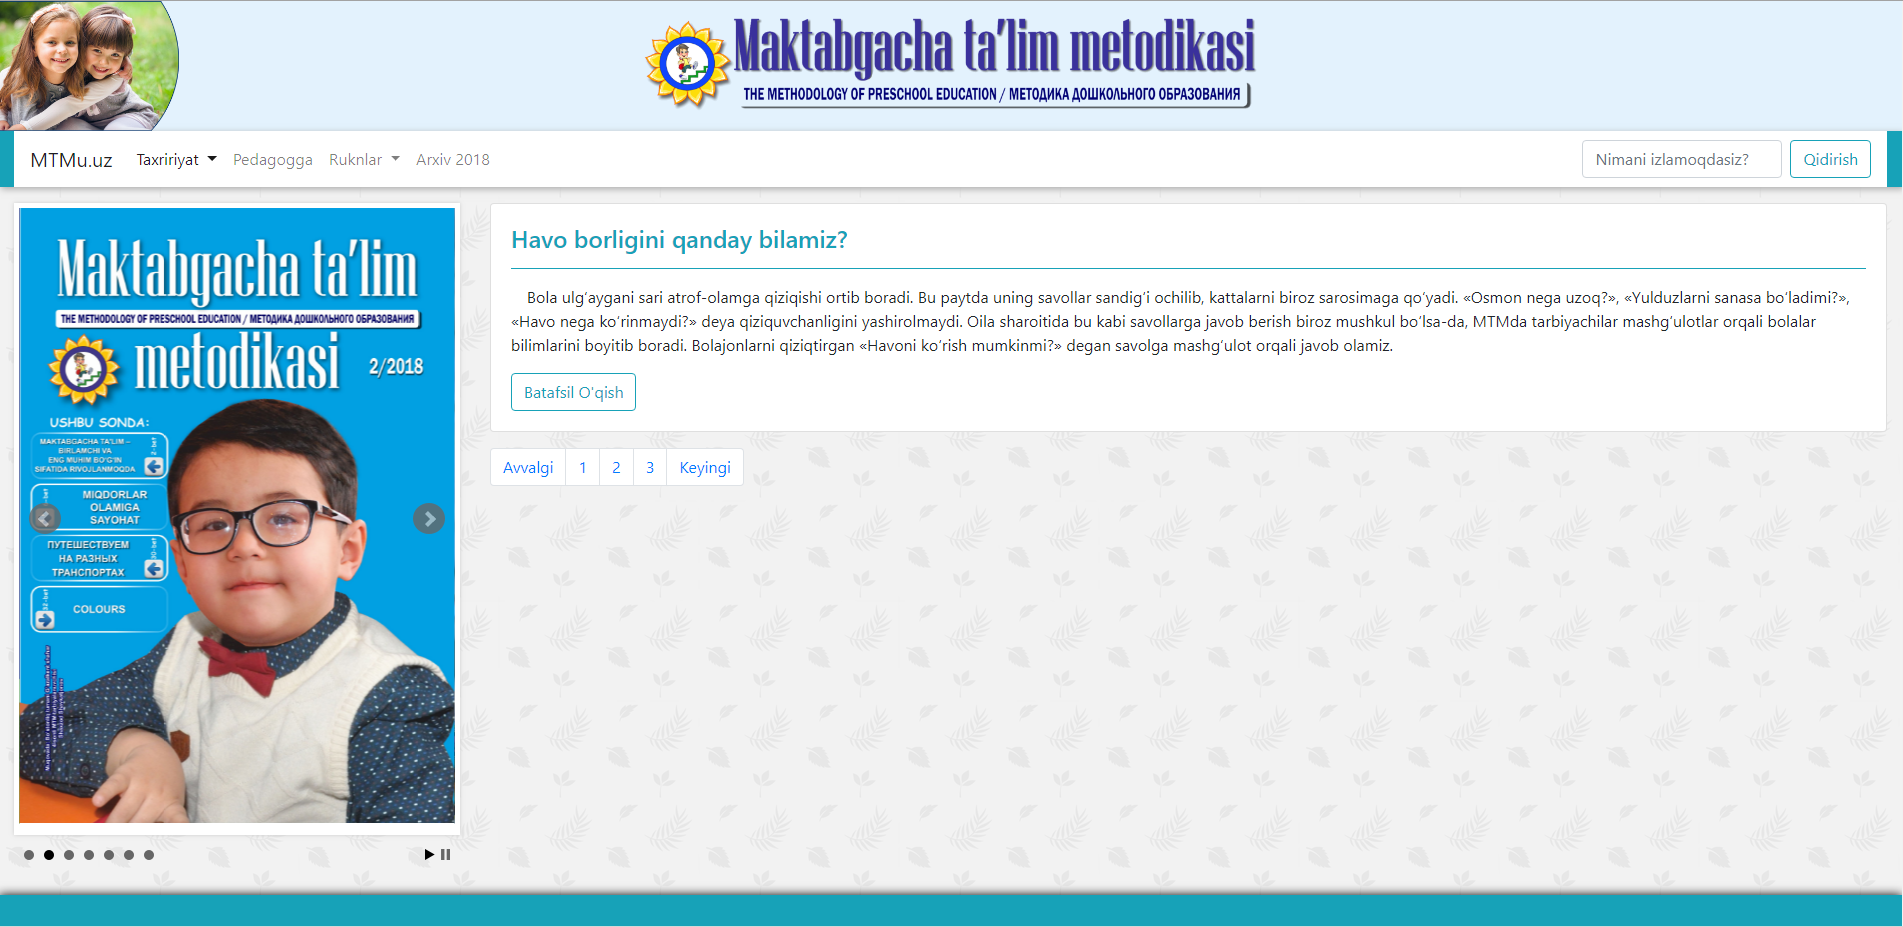 Maktabgacha ta'lim metodikasi
THE METHODOLOGY OF PRESCHOOL EDUCATION / МЕТОДИКА ДОШКОЛЬНОГО ОБРАЗОВАНИЯ
MTMu.uz Taxririyat Pedagogga Ruknlar Arxiv 2018 Nimani izlamoqdasiz? Qidirish
Maktabgacha ta'lim
THE METHODOLOGY OF PRESCHOOL EDUCATION / МЕТОДИКА ДОШКОЛЬНОГО ОБРАЗОВАНИЯ
metodikasi 2/2018
USHBU SONDA:
MAKTABGACHA TA'LIM –
BIRLAMCHI VA
ENG MUHIM BO'G'IN
SIFATIDA RIVOJLANMOQDA
2-bet
MIQDORLAR
OLAMIGA
SAYOHAT
ПУТЕШЕСТВУЕМ
НА РАЗНЫХ
ТРАНСПОРТАХ
30-bet
COLOURS
32-bet
Havo borligini qanday bilamiz?
Bola ulg‘aygani sari atrof-olamga qiziqishi ortib boradi. Bu paytda uning savollar sandig‘i ochilib, kattalarni biroz sarosimaga qo‘yadi. «Osmon nega uzoq?», «Yulduzlarni sanasa bo‘ladimi?»,
«Havo nega ko‘rinmaydi?» deya qiziquvchanligini yashirolmaydi. Oila sharoitida bu kabi savollarga javob berish biroz mushkul bo‘lsa-da, MTMda tarbiyachilar mashg‘ulotlar orqali bolalar
bilimlarini boyitib boradi. Bolajonlarni qiziqtirgan «Havoni ko‘rish mumkinmi?» degan savolga mashg‘ulot orqali javob olamiz.
Batafsil O'qish
Avvalgi 1 2 3 Keyingi